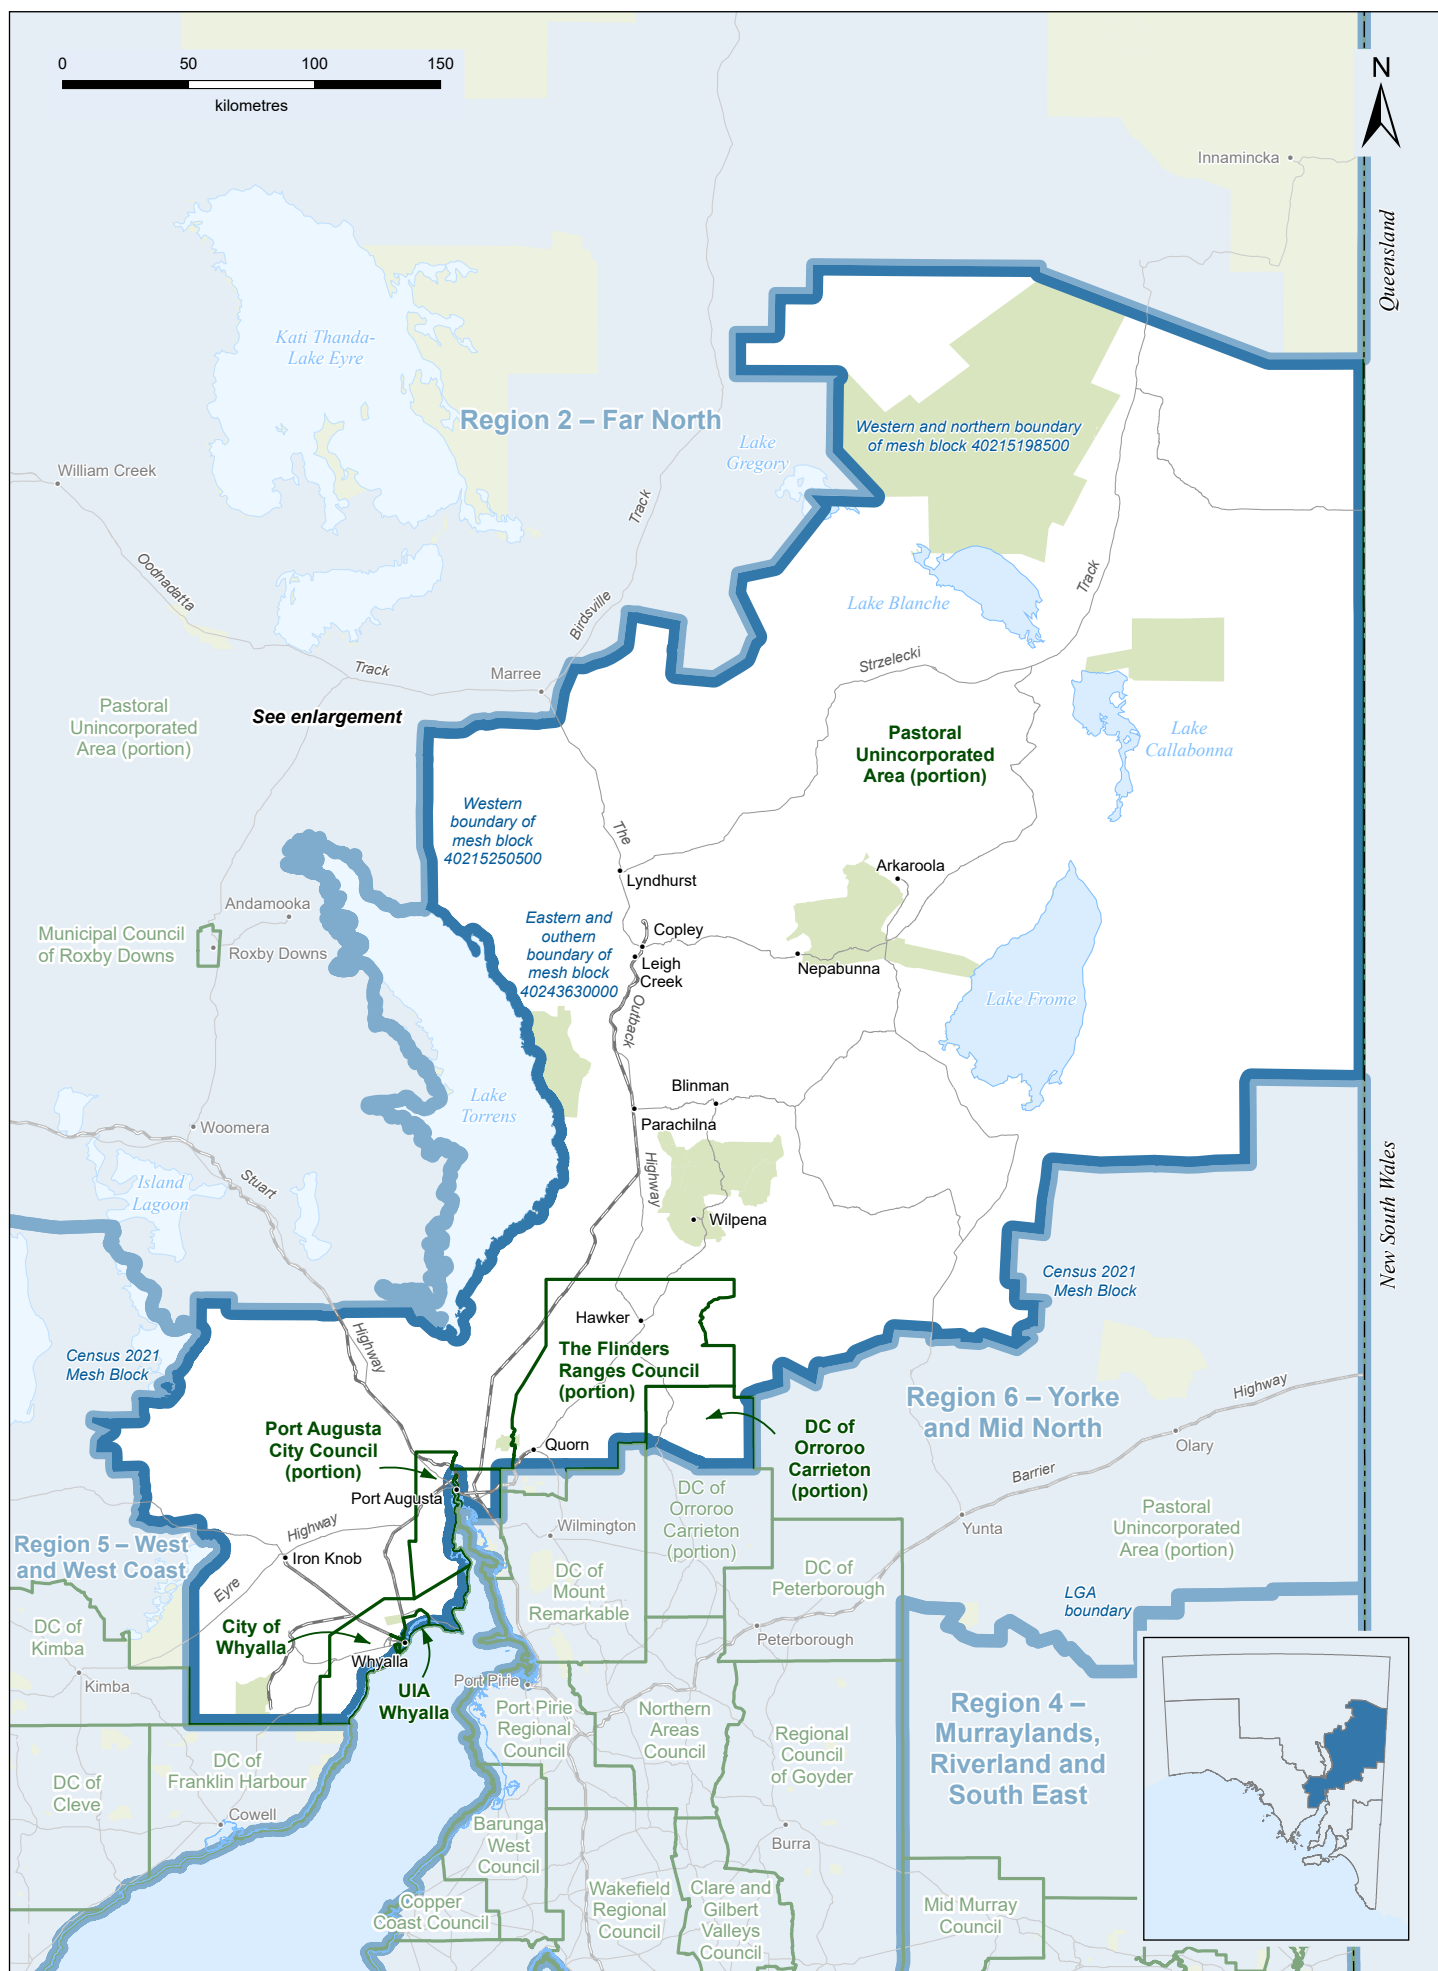 0 50 100 150
kilometres
N
Innamincka
Queensland
Kati Thanda-
Lake Eyre
Region 2 – Far North
Western and northern boundary
of mesh block 40215198500
Lake
Gregory
William Creek
Track
Oodnadatta
Track
Birdsville
Lake Blanche
Strzelecki
Track
Marree
Pastoral
Unincorporated
Area (portion)
See enlargement
Pastoral
Unincorporated
Area (portion)
Lake
Callabonna
Western
boundary of
mesh block
40215250500
The
Lyndhurst
Arkaroola
Andamooka
Municipal Council
of Roxby Downs
Roxby Downs
Eastern and
outhern
boundary of
mesh block
40243630000
Copley
Leigh
Creek
Nepabunna
Outback
Lake Frome
Blinman
Lake
Torrens
Parachilna
Woomera
Highway
Island
Lagoon
Stuart
Wilpena
New South Wales
Census 2021
Mesh Block
Hawker
Highway
Census 2021
Mesh Block
The Flinders
Ranges Council
(portion)
Region 6 – Yorke
and Mid North
Highway
Port Augusta
City Council
(portion)
DC of
Orroroo
Carrieton
(portion)
Quorn
Olary
Barrier
Port Augusta
DC of
Orroroo
Carrieton
(portion)
Pastoral
Unincorporated
Area (portion)
Highway
Wilmington
Yunta
Region 5 – West
and West Coast
Iron Knob
DC of
Mount
Remarkable
DC of
Peterborough
Eyre
LGA
boundary
DC of
Kimba
City of
Whyalla
Whyalla
Peterborough
Kimba
UIA
Whyalla
Port Pirie
Port Pirie
Regional
Council
Northern
Areas
Council
Regional
Council
of Goyder
Region 4 –
Murraylands,
Riverland and
South East
DC of
Franklin Harbour
DC of
Cleve
Cowell
Barunga
West
Council
Burra
Copper
Coast Council
Wakefield
Regional
Council
Clare and
Gilbert
Valleys
Council
Mid Murray
Council